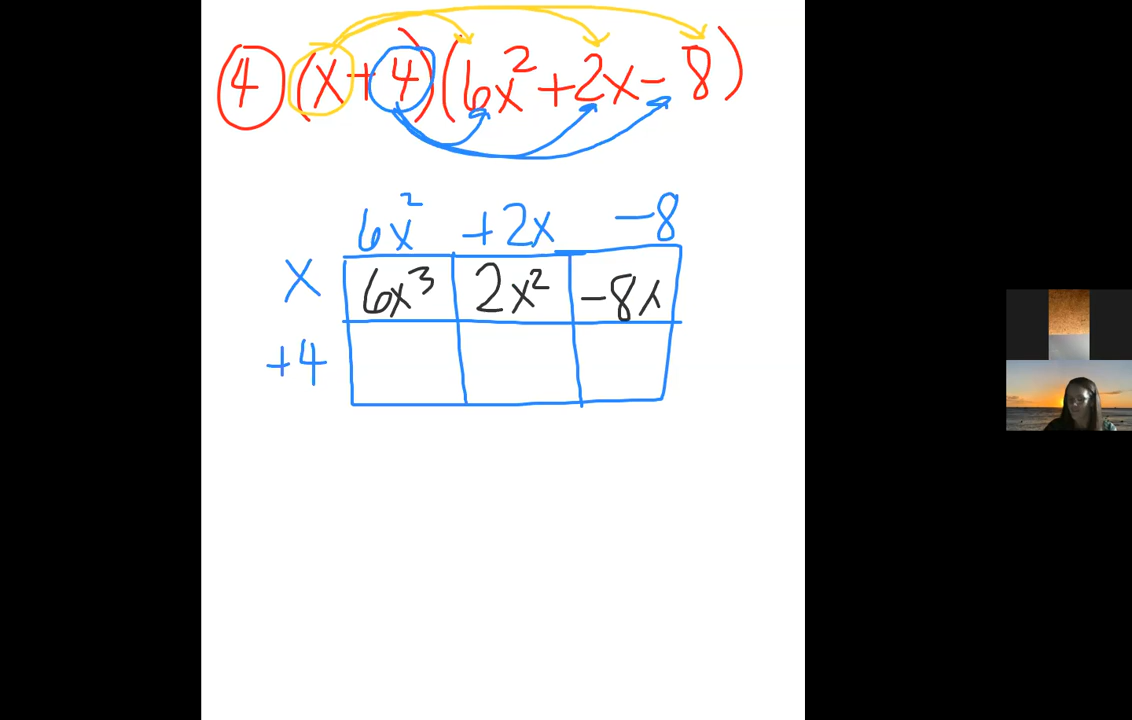 ④ (x+4)(6x²+2x-8)
6x² +2x -8
x 6x³ 2x² -8x
+4